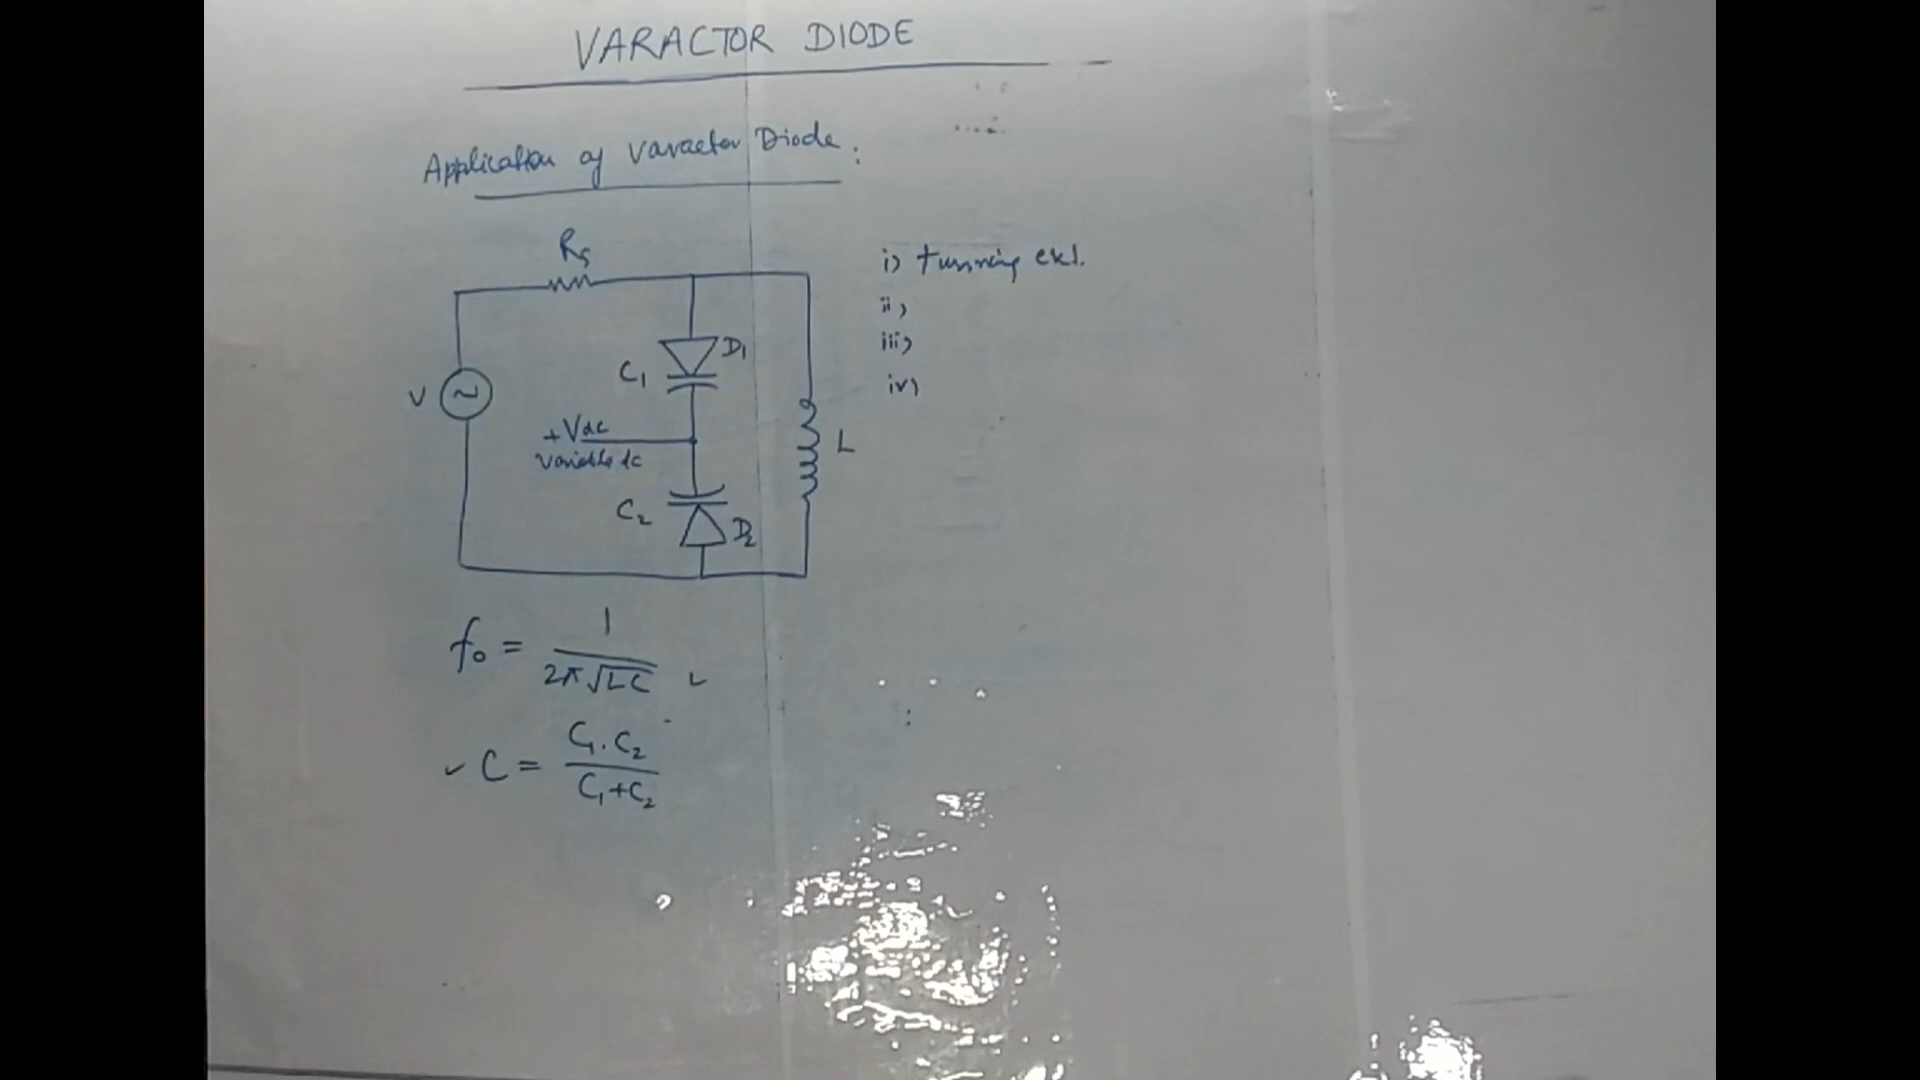 VARACTOR DIODE
Application of Varactor Diode :
Rs
i) tunning ckt.
ii)
iii)
iv)
D1
C1
V
+Vdc
Variable dc
L
C2
D2
f0 = 1 / 2π√LC
C = C1. C2 / C1+C2